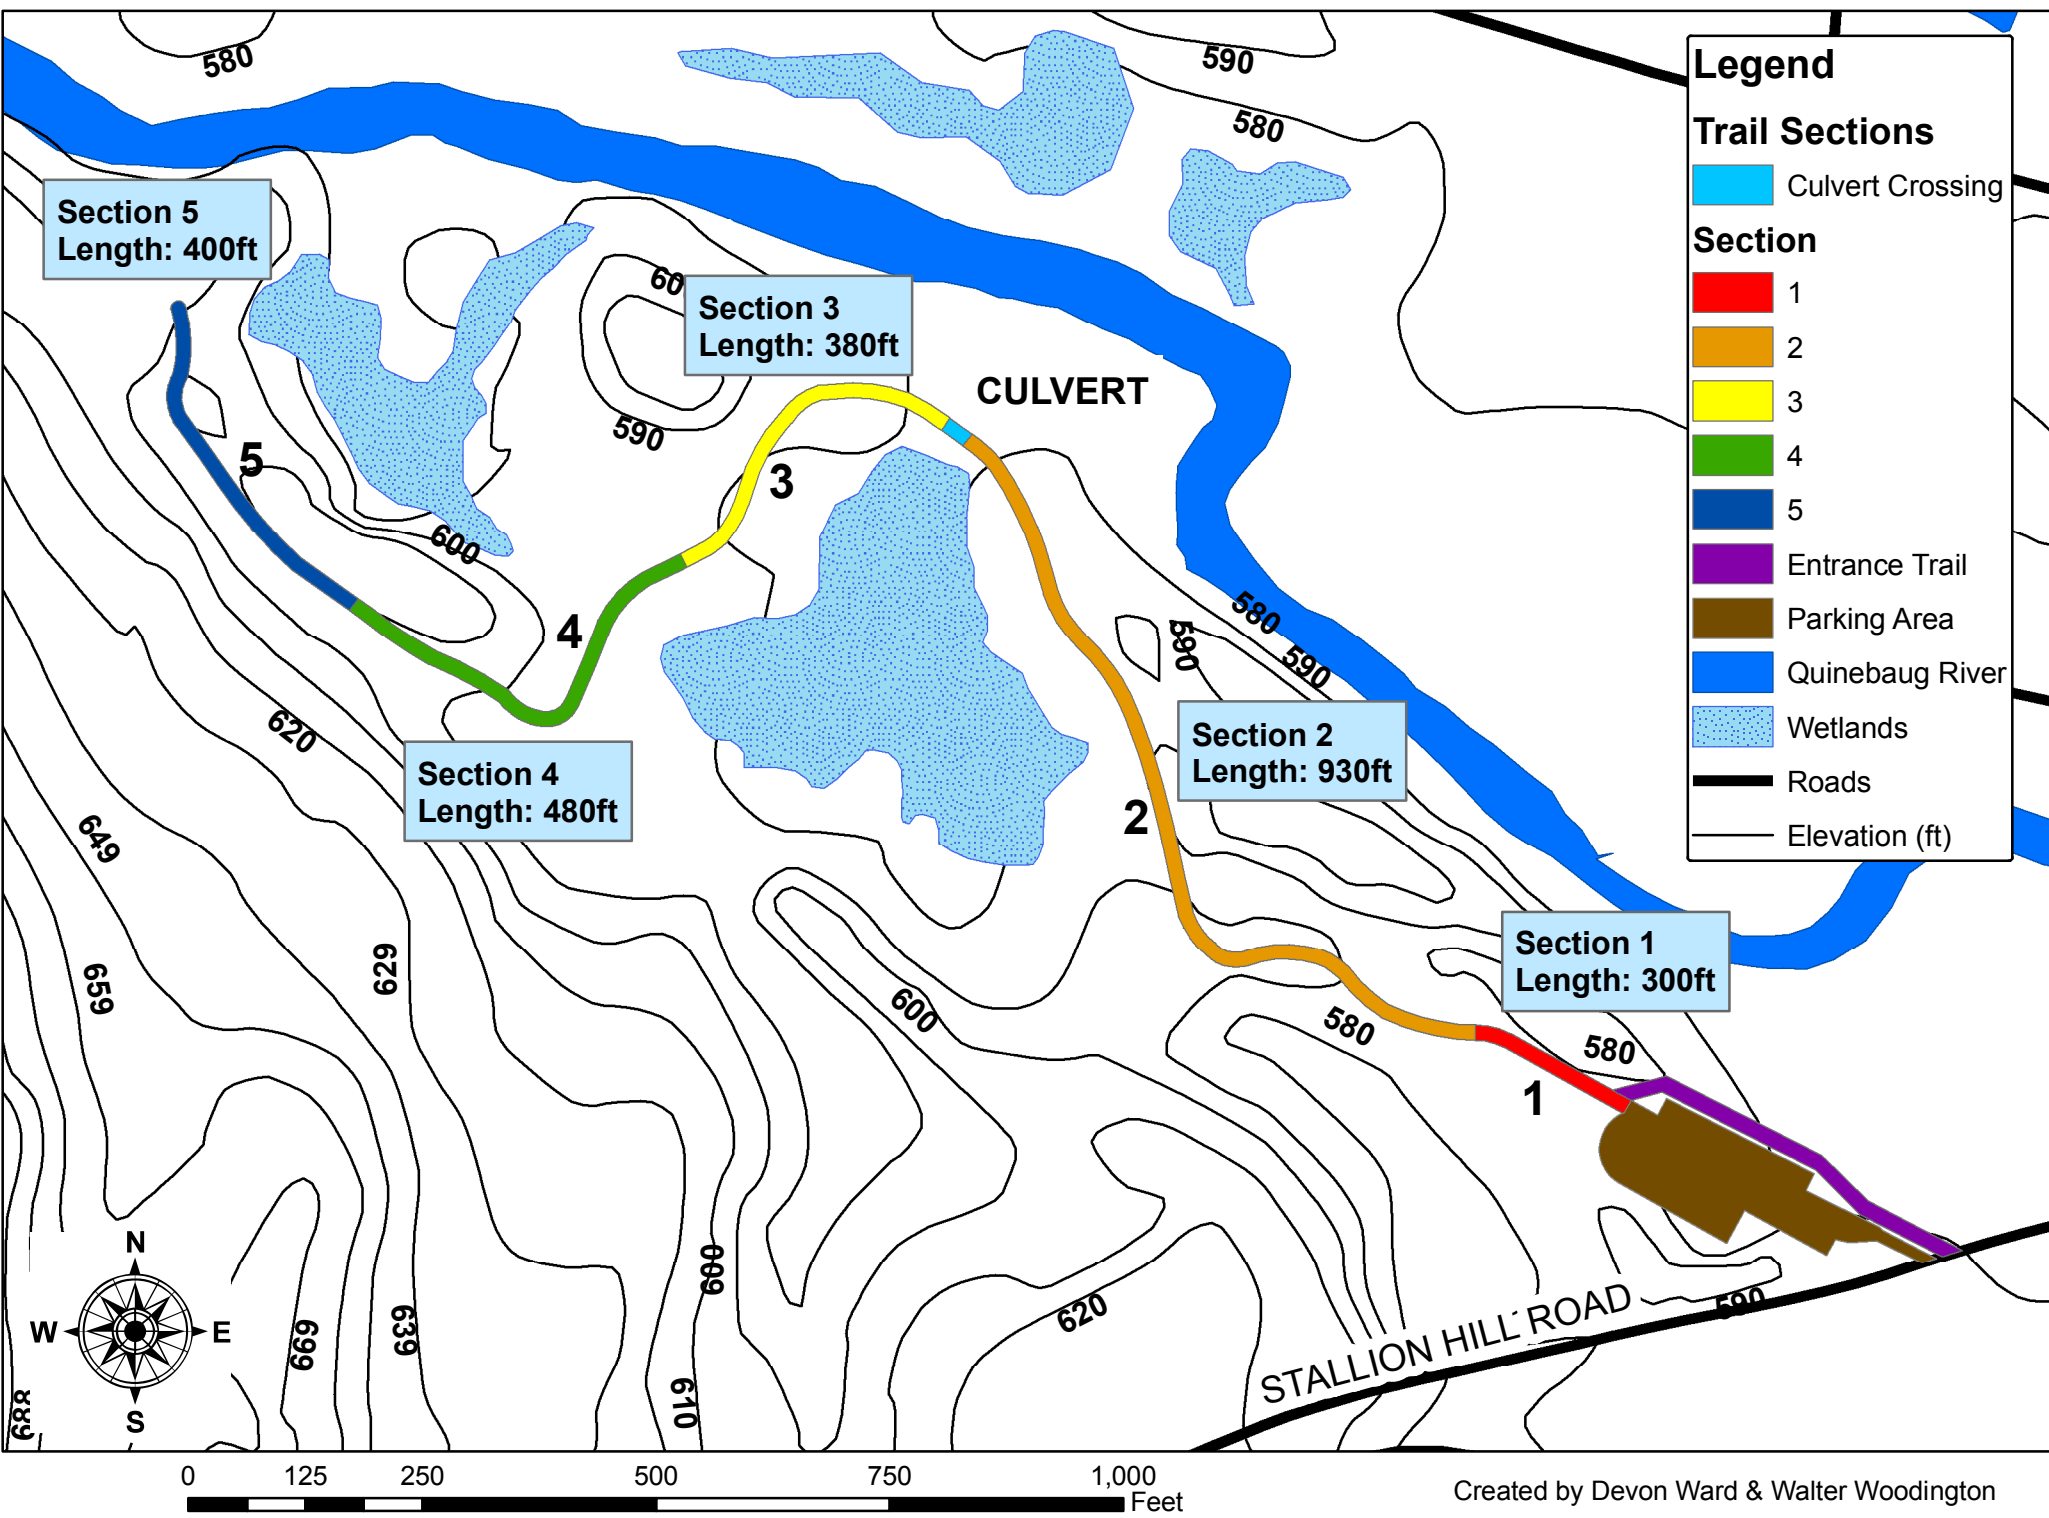 580
590
580
Section 5
Length: 400ft
60
Section 3
Length: 380ft
CULVERT
590
5
3
600
4
580
590
590
620
Section 4
Length: 480ft
Section 2
Length: 930ft
2
649
659
629
600
Section 1
Length: 300ft
580
580
1
609
620
639
669
610
688
590
STALLION HILL ROAD
N
W
E
S
Legend
Trail Sections
Culvert Crossing
Section
1
2
3
4
5
Entrance Trail
Parking Area
Quinebaug River
Wetlands
Roads
Elevation (ft)
0 125 250 500 750 1,000
Feet
Created by Devon Ward & Walter Woodington